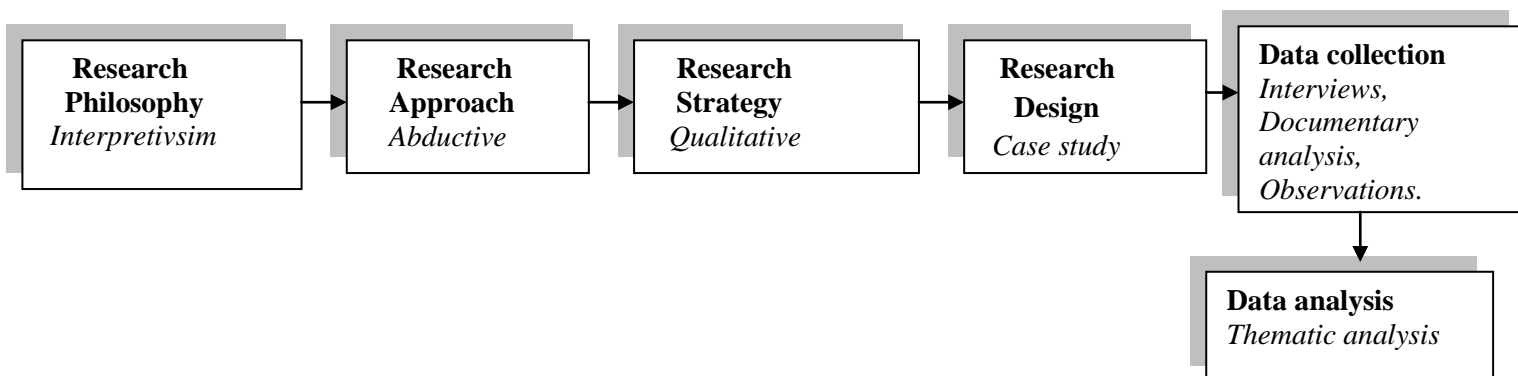 Research
Philosophy
Interpretivsim
Research
Approach
Abductive
Research
Strategy
Qualitative
Research
Design
Case study
Data collection
Interviews,
Documentary
analysis,
Observations.
Data analysis
Thematic analysis